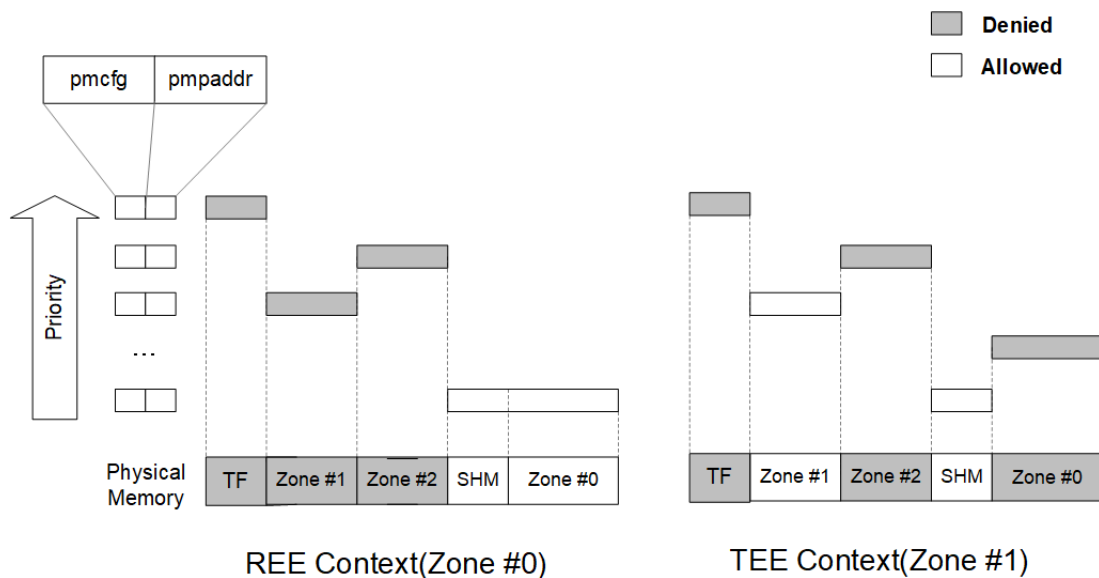 Denied
Allowed
pmcfg pmpaddr
Priority
...
Physical
Memory
TF Zone #1 Zone #2 SHM Zone #0
TF Zone #1 Zone #2 SHM Zone #0
REE Context(Zone #0)
TEE Context(Zone #1)